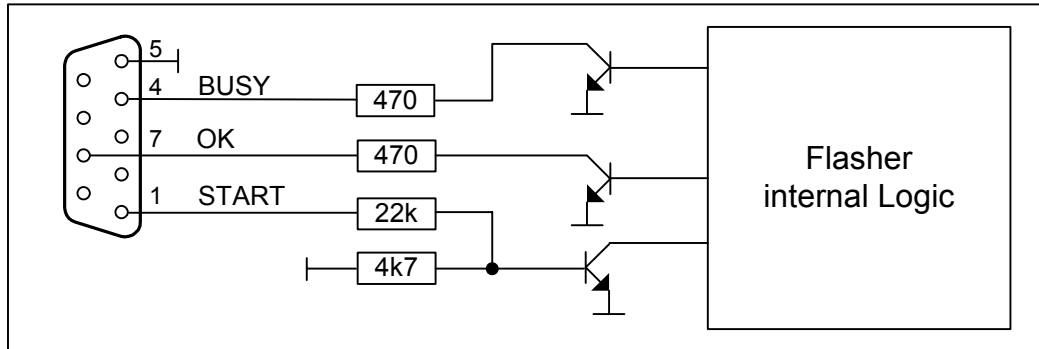 5
4 BUSY
470
7 OK
470
1 START
22k
4k7
Flasher
internal Logic